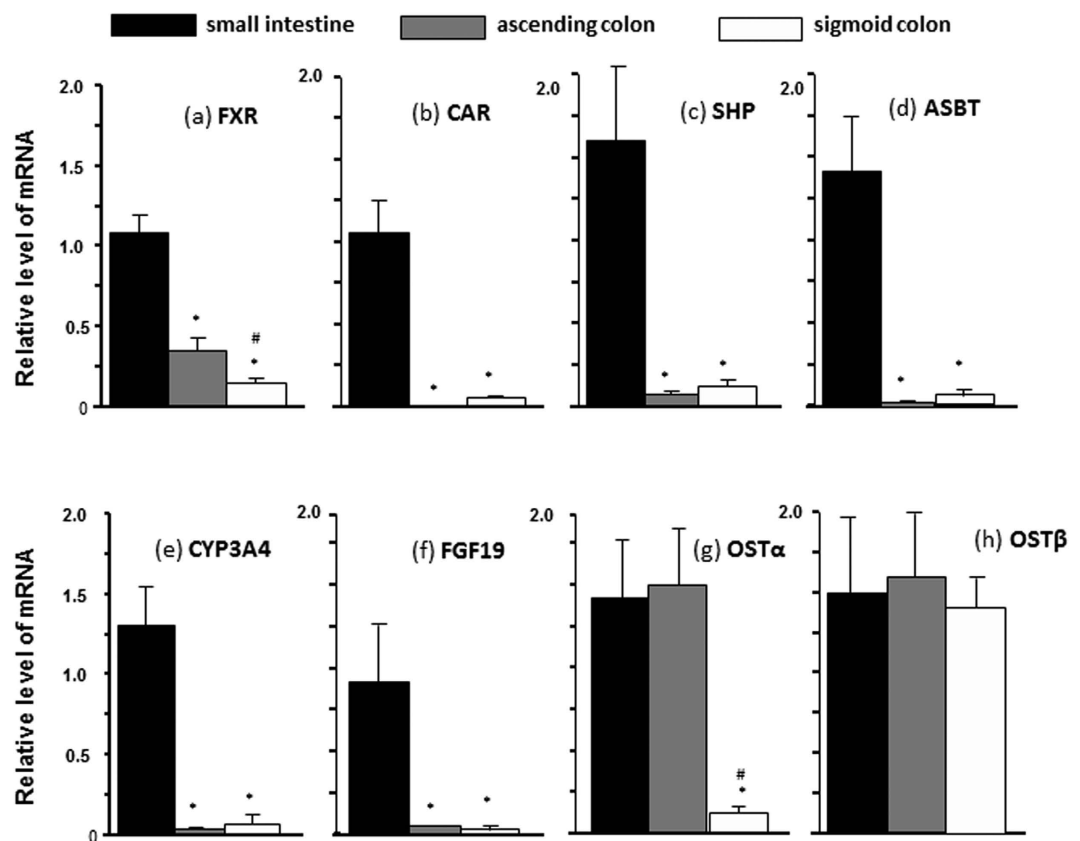 small intestine ascending colon sigmoid colon
Relative level of mRNA
2.0
1.5
1.0
0.5
0
(a) FXR
*
#
*
2.0
(b) CAR
*
*
2.0
(c) SHP
*
*
2.0
(d) ASBT
*
*
Relative level of mRNA
2.0
1.5
1.0
0.5
0
(e) CYP3A4
*
*
2.0
(f) FGF19
*
*
2.0
(g) OSTα
#
*
2.0
(h) OSTβ